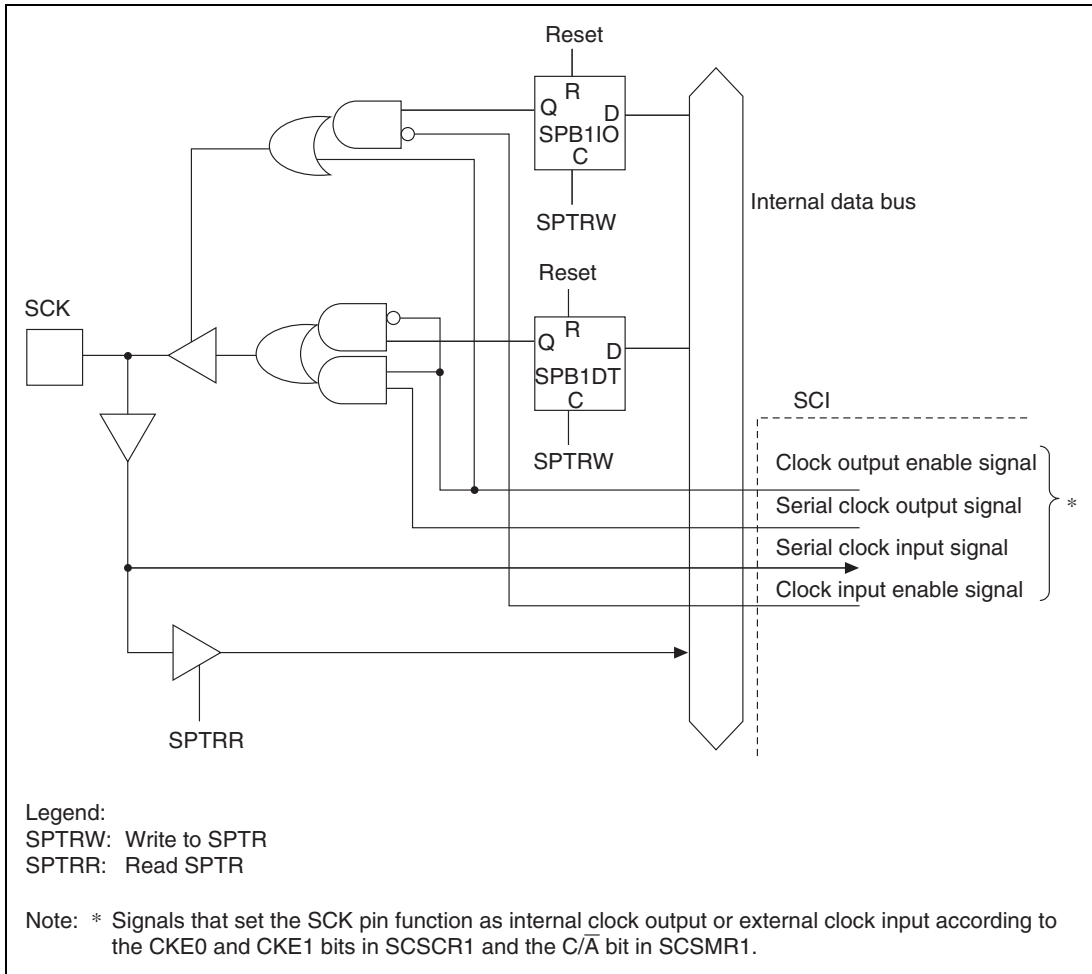 Reset
R
Q
D
SPB1IO
C
SPTRW
Internal data bus
Reset
SCK
R
Q
D
SPB1DT
C
SPTRW
SCI
Clock output enable signal
Serial clock output signal
*
Serial clock input signal
Clock input enable signal
SPTRR
Legend:
SPTRW: Write to SPTR
SPTRR: Read SPTR
Note: * Signals that set the SCK pin function as internal clock output or external clock input according to
the CKE0 and CKE1 bits in SCSCR1 and the C/A̅ bit in SCSMR1.